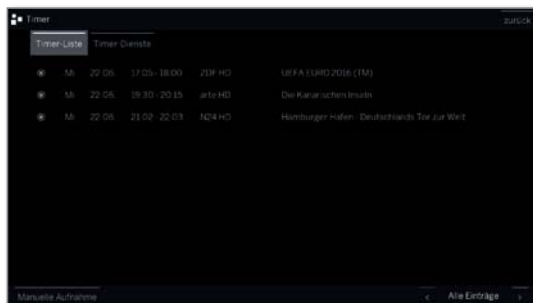 Timer zurück
Timer-Liste Timer-Dienste
Mi 22.06. 17:05 - 18:00 ZDF HD UEFA EURO 2016 (TM)
Mi 22.06. 19:30 - 20:15 arte HD Die Kanarischen Inseln
Mi 22.06. 21:02 - 22:03 N24 HD Hamburger Hafen - Deutschlands Tor zur Welt
Manuelle Aufnahme < Alle Einträge >